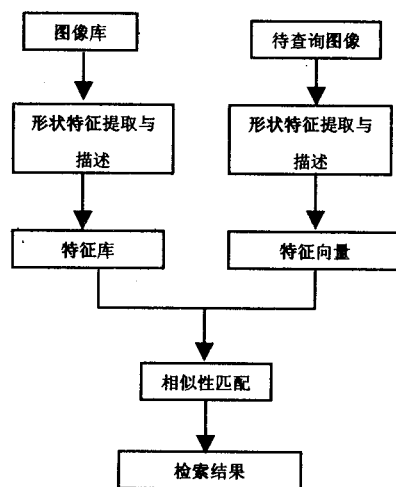 图像库
待查询图像
形状特征提取与
描述
形状特征提取与
描述
特征库
特征向量
相似性匹配
检索结果